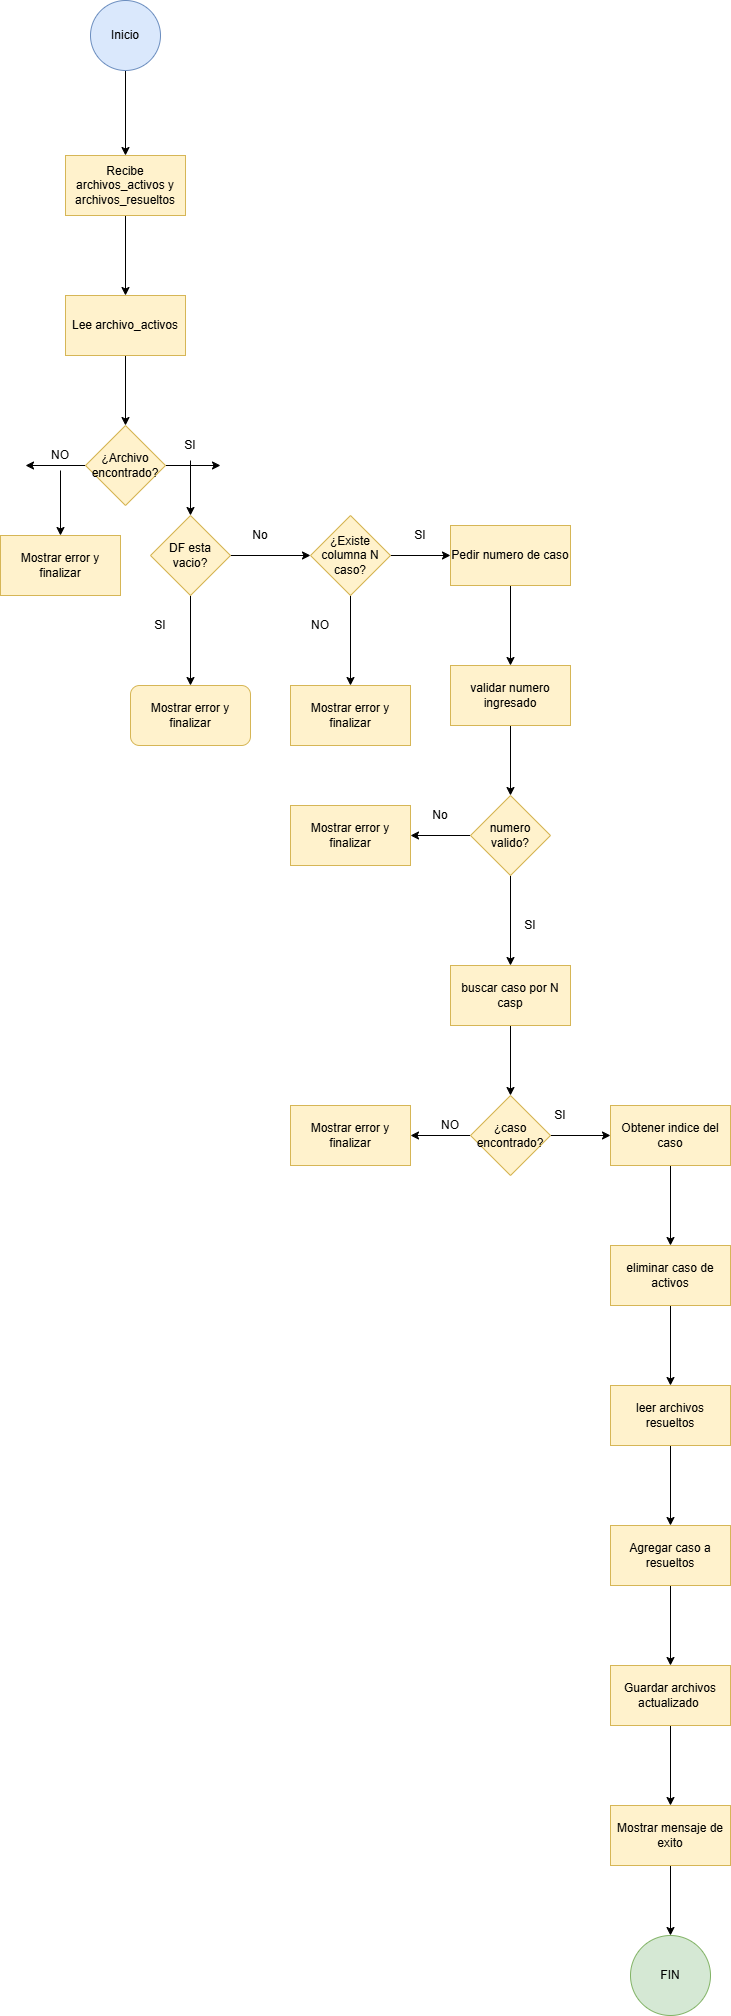 Inicio
Recibe
archivos_activos y
archivos_resueltos
Lee archivo_activos
NO
¿Archivo
encontrado?
SI
Mostrar error y
finalizar
DF esta
vacio?
No
¿Existe
columna N
caso?
SI
Pedir numero de caso
SI
NO
Mostrar error y
finalizar
Mostrar error y
finalizar
validar numero
ingresado
Mostrar error y
finalizar
No
numero
valido?
SI
buscar caso por N
casp
Mostrar error y
finalizar
NO
¿caso
encontrado?
SI
Obtener indice del
caso
eliminar caso de
activos
leer archivos
resueltos
Agregar caso a
resueltos
Guardar archivos
actualizado
Mostrar mensaje de
exito
FIN